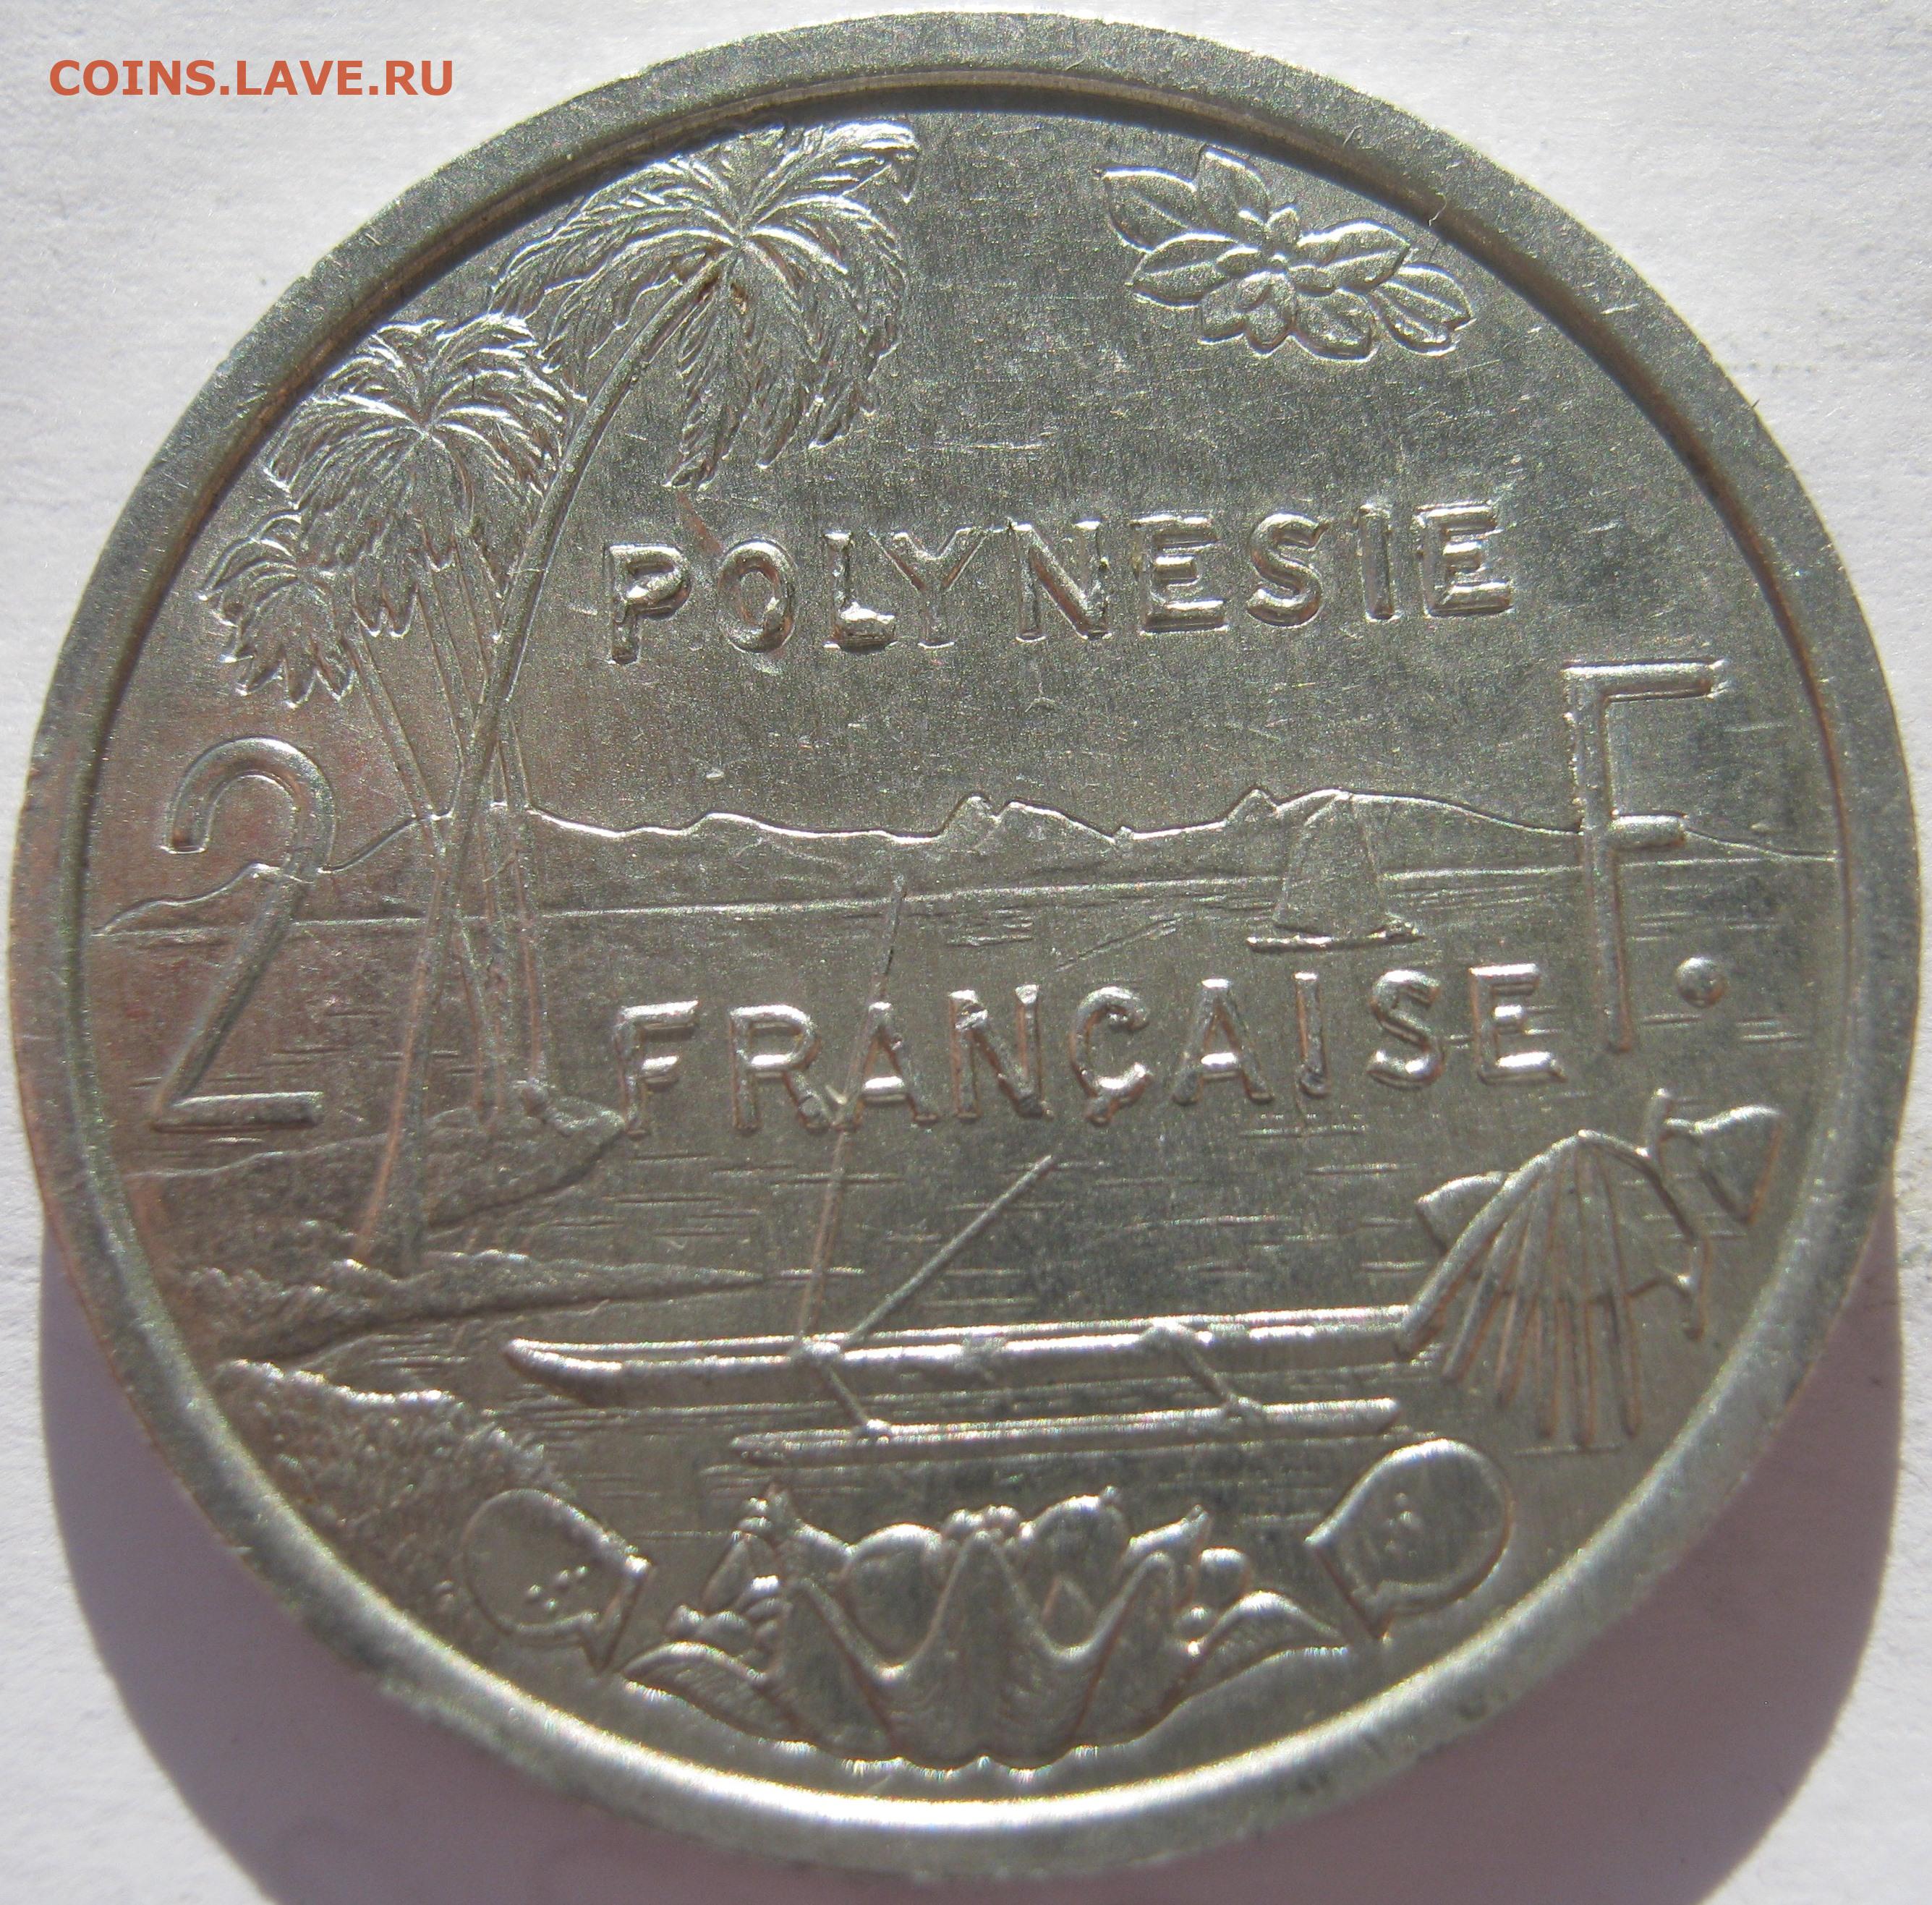 COINS.LAVE.RU
POLYNESIE
2 F.
FRANÇAISE